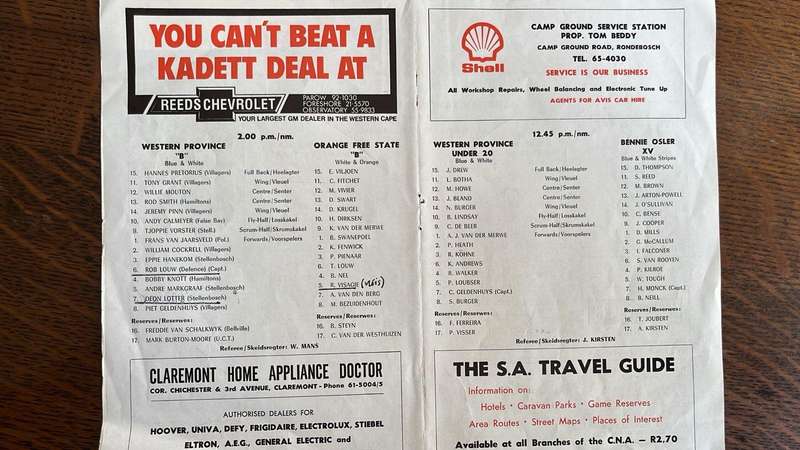 YOU CAN'T BEAT A
KADETT DEAL AT
REEDS CHEVROLET
PAROW 92-1030
FORESHORE 21-5570
OBSERVATORY 55-9833
YOUR LARGEST GM DEALER IN THE WESTERN CAPE
2.00 p.m./nm.
WESTERN PROVINCE
"B"
Blue & White
ORANGE FREE STATE
"B"
White & Orange
15. HANNES PRETORIUS (Villagers) Full Back/Heelagter 15. E. VILJOEN
11. TONY GRANT (Villagers) Wing/Vleuel 11. C. FITCHET
12. WILLIE MOUTON Centre/Senter 12. M. VIVIER
13. ROD SMITH (Hamiltons) Centre/Senter 13. D. SWART
14. JEREMY PINN (Villagers) Wing/Vleuel 14. D. KRUGEL
10. ANDY CALMEYER (False Bay) Fly-Half/Losskakel 10. H. DIRKSEN
9. TJOPPIE VORSTER (Stell.) Scrum-Half/Skrumskakel 9. K. VAN DER MERWE
1. FRANS VAN JAARSVELD (Pol.) Forwards/Voorspelers 1. B. SWANEPOEL
2. WILLIAM COCKRELL (Villagers) 2. K. FENWICK
3. EPPIE HANEKOM (Stellenbosch) 3. P. PIENAAR
6. ROB LOUW (Defence) (Capt.) 6. T. LOUW
4. BOBBY KNOTT (Hamiltons) 4. B. NEL
5. ANDRE MARKGRAAF (Stellenbosch) 5. R. VISAGIE (Vleis)
7. DEON LOTTER (Stellenbosch) 7. A. VAN DEN BERG
8. PIET GELDENHUYS (Villagers) 8. M. BEZUIDENHOUT
Reserves/Reserwes: Reserves/Reserwes:
16. FREDDIE VAN SCHALKWYK (Bellville) 16. B. STEYN
17. MARK BURTON-MOORE (U.C.T.) 17. C. VAN DER WESTHUIZEN
Referee/Skeidsregter: W. MANS
CLAREMONT HOME APPLIANCE DOCTOR
COR. CHICHESTER & 3rd AVENUE, CLAREMONT - Phone 61-5004/5
AUTHORISED DEALERS FOR
HOOVER, UNIVA, DEFY, FRIGIDAIRE, ELECTROLUX, STIEBEL
ELTRON, A.E.G., GENERAL ELECTRIC and
Shell
CAMP GROUND SERVICE STATION
PROP. TOM BEDDY
CAMP GROUND ROAD, RONDEBOSCH
TEL. 65-4030
SERVICE IS OUR BUSINESS
All Workshop Repairs, Wheel Balancing and Electronic Tune Up
AGENTS FOR AVIS CAR HIRE
12.45 p.m./nm.
WESTERN PROVINCE
UNDER 20
Blue & White
BENNIE OSLER
XV
Blue & White Stripes
15. J. DREW Full Back/Heelagter 15. D. THOMPSON
11. L. BOTHA Wing/Vleuel 11. S. REED
12. M. HOWE Centre/Senter 12. M. BROWN
13. J. BLAND Centre/Senter 13. J. ARTON-POWELL
14. N. BURGER Wing/Vleuel 14. J. O'SULLIVAN
10. B. LINDSAY Fly-Half/Losskakel 10. C. BENSE
9. C. DE BEER Scrum-Half/Skrumskakel 9. J. COOPER
1. A. J. VAN DER MERWE Forwards/Voorspelers 1. D. MILLS
2. P. HEATH 2. G. McCALLUM
3. R. KOHNE 3. I. FALCONER
6. K. ANDREWS 6. S. VAN ROOYEN
4. R. WALKER 4. P. KILROE
5. P. LOUBSER 5. W. TOUGH
7. C. GELDENHUYS (Capt.) 7. H. MONCK (Capt.)
8. S. BURGER 8. B. NEILL
Reserves/Reserwes: Reserves/Reserwes:
16. F. FERREIRA 16. T. JOUBERT
17. P. VISSER 17. A. KIRSTEN
Referee/Skeidsregter: J. KIRSTEN
THE S.A. TRAVEL GUIDE
Information on:
Hotels • Caravan Parks • Game Reserves
Area Routes • Street Maps • Places of Interest
Available at all Branches of the C.N.A. — R2.70